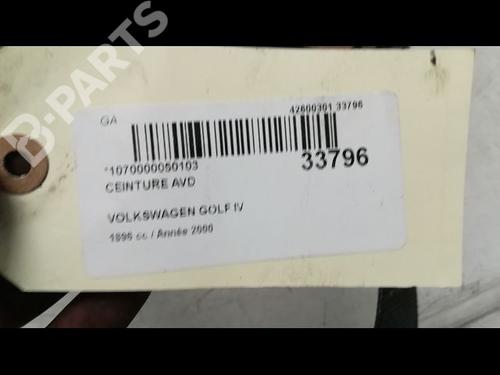 B-PARTS
GA
42600301 33796
*1070000050103
33796
CEINTURE AVD
VOLKSWAGEN GOLF IV
1896 cc / Année 2000